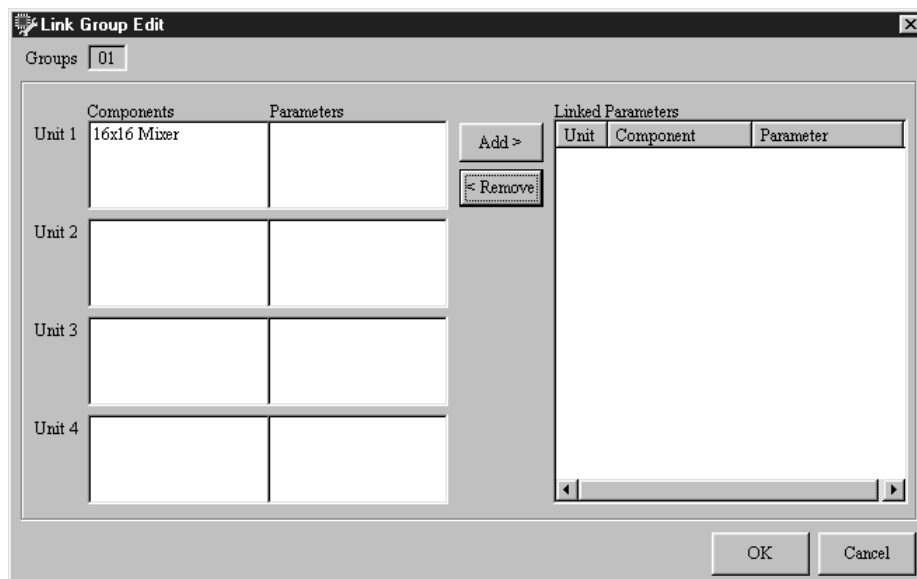 Link Group Edit
Groups 01
Components Parameters Linked Parameters
Unit 1 16x16 Mixer Add > Unit Component Parameter
< Remove
Unit 2
Unit 3
Unit 4
OK Cancel